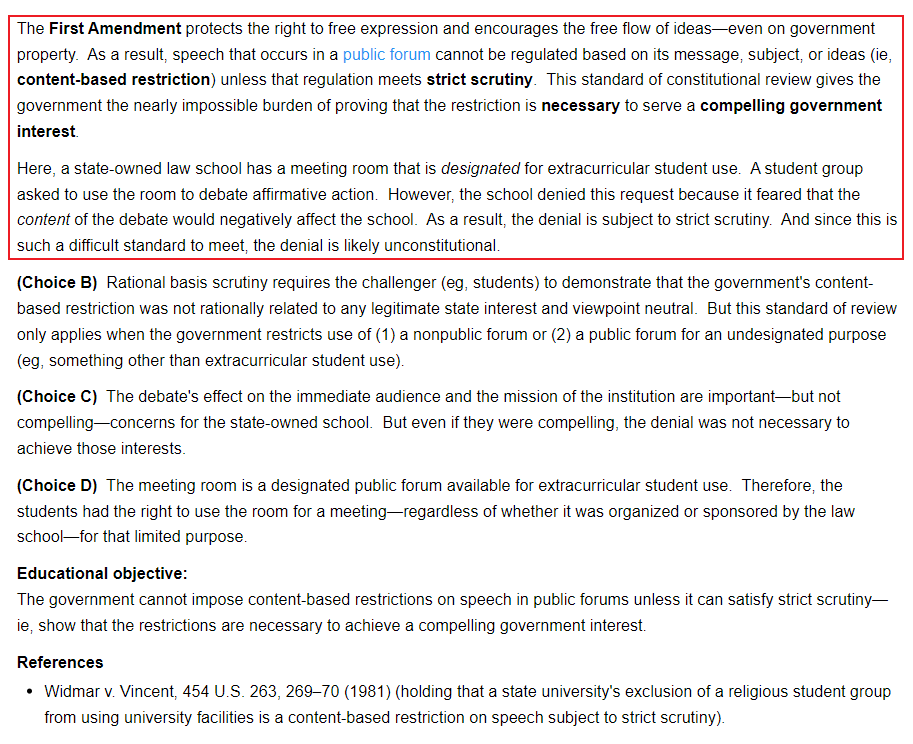 The First Amendment protects the right to free expression and encourages the free flow of ideas—even on government
property. As a result, speech that occurs in a public forum cannot be regulated based on its message, subject, or ideas (ie,
content-based restriction) unless that regulation meets strict scrutiny. This standard of constitutional review gives the
government the nearly impossible burden of proving that the restriction is necessary to serve a compelling government
interest.
Here, a state-owned law school has a meeting room that is designated for extracurricular student use. A student group
asked to use the room to debate affirmative action. However, the school denied this request because it feared that the
content of the debate would negatively affect the school. As a result, the denial is subject to strict scrutiny. And since this is
such a difficult standard to meet, the denial is likely unconstitutional.
(Choice B) Rational basis scrutiny requires the challenger (eg, students) to demonstrate that the government's content-
based restriction was not rationally related to any legitimate state interest and viewpoint neutral. But this standard of review
only applies when the government restricts use of (1) a nonpublic forum or (2) a public forum for an undesignated purpose
(eg, something other than extracurricular student use).
(Choice C) The debate's effect on the immediate audience and the mission of the institution are important—but not
compelling—concerns for the state-owned school. But even if they were compelling, the denial was not necessary to
achieve those interests.
(Choice D) The meeting room is a designated public forum available for extracurricular student use. Therefore, the
students had the right to use the room for a meeting—regardless of whether it was organized or sponsored by the law
school—for that limited purpose.
Educational objective:
The government cannot impose content-based restrictions on speech in public forums unless it can satisfy strict scrutiny—
ie, show that the restrictions are necessary to achieve a compelling government interest.
References
• Widmar v. Vincent, 454 U.S. 263, 269–70 (1981) (holding that a state university's exclusion of a religious student group
from using university facilities is a content-based restriction on speech subject to strict scrutiny).